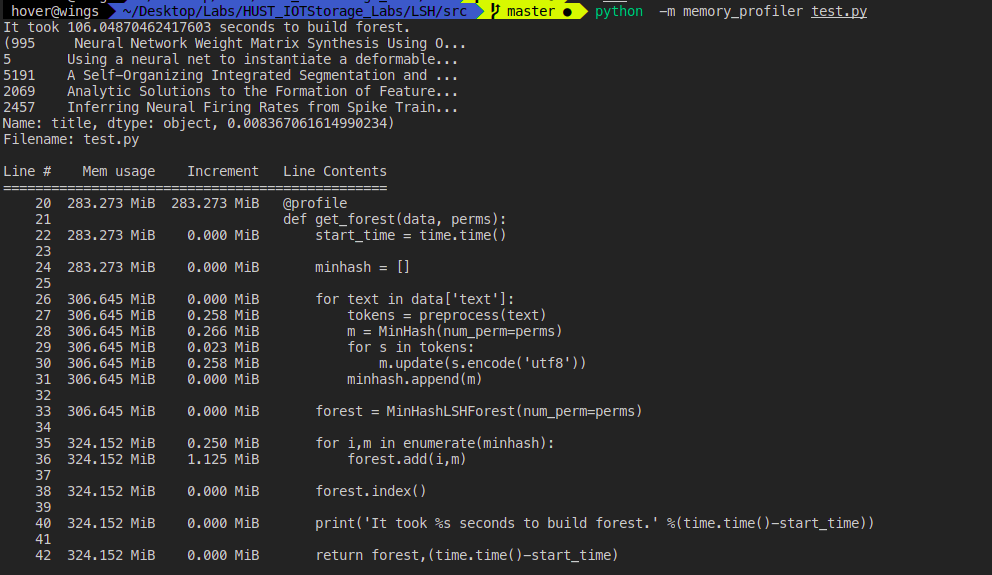 hover@wings ~/Desktop/Labs/HUST_IOTStorage_Labs/LSH/src master ● python -m memory_profiler test.py
It took 106.04870462417603 seconds to build forest.
(995     Neural Network Weight Matrix Synthesis Using O...
5       Using a neural net to instantiate a deformable...
5191    A Self-Organizing Integrated Segmentation and ...
2069    Analytic Solutions to the Formation of Feature...
2457    Inferring Neural Firing Rates from Spike Train...
Name: title, dtype: object, 0.008367061614990234)
Filename: test.py
Line #    Mem usage    Increment   Line Contents
================================================
    20  283.273 MiB  283.273 MiB   @profile
    21                             def get_forest(data, perms):
    22  283.273 MiB    0.000 MiB       start_time = time.time()
    23
    24  283.273 MiB    0.000 MiB       minhash = []
    25
    26  306.645 MiB    0.000 MiB       for text in data['text']:
    27  306.645 MiB    0.258 MiB           tokens = preprocess(text)
    28  306.645 MiB    0.266 MiB           m = MinHash(num_perm=perms)
    29  306.645 MiB    0.023 MiB           for s in tokens:
    30  306.645 MiB    0.258 MiB               m.update(s.encode('utf8'))
    31  306.645 MiB    0.000 MiB           minhash.append(m)
    32
    33  306.645 MiB    0.000 MiB       forest = MinHashLSHForest(num_perm=perms)
    34
    35  324.152 MiB    0.250 MiB       for i,m in enumerate(minhash):
    36  324.152 MiB    1.125 MiB           forest.add(i,m)
    37
    38  324.152 MiB    0.000 MiB       forest.index()
    39
    40  324.152 MiB    0.000 MiB       print('It took %s seconds to build forest.' %(time.time()-start_time))
    41
    42  324.152 MiB    0.000 MiB       return forest,(time.time()-start_time)